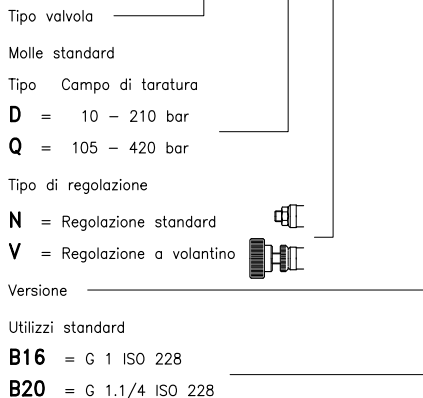 Tipo valvola
Molle standard
Tipo Campo di taratura
D = 10 – 210 bar
Q = 105 – 420 bar
Tipo di regolazione
N = Regolazione standard
V = Regolazione a volantino
Versione
Utilizzi standard
B16 = G 1 ISO 228
B20 = G 1.1/4 ISO 228